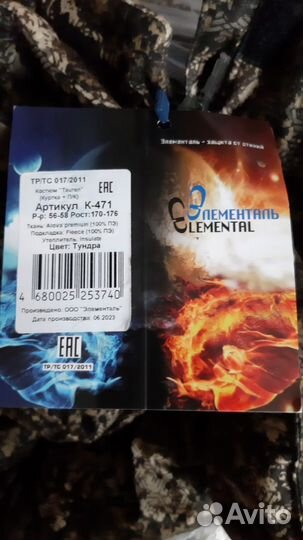 ТР/ТС 017/2011
Костюм "Таугел"
(Куртка + П/К)
EAC
Артикул K-471
Р-р: 56-58 Рост: 170-176
Ткань: Alova premium (100% ПЭ)
Подкладка: Fleece (100% ПЭ)
Утеплитель: Insulate
Цвет: Тундра
4 680025 253740
Произведено: ООО "Элементаль"
Дата производства: 06.2023
EAC
ТР/ТС 017/2011
Элементаль - защита от стихий
ЭЛЕМЕНТАЛЬ
ELEMENTAL
Avito